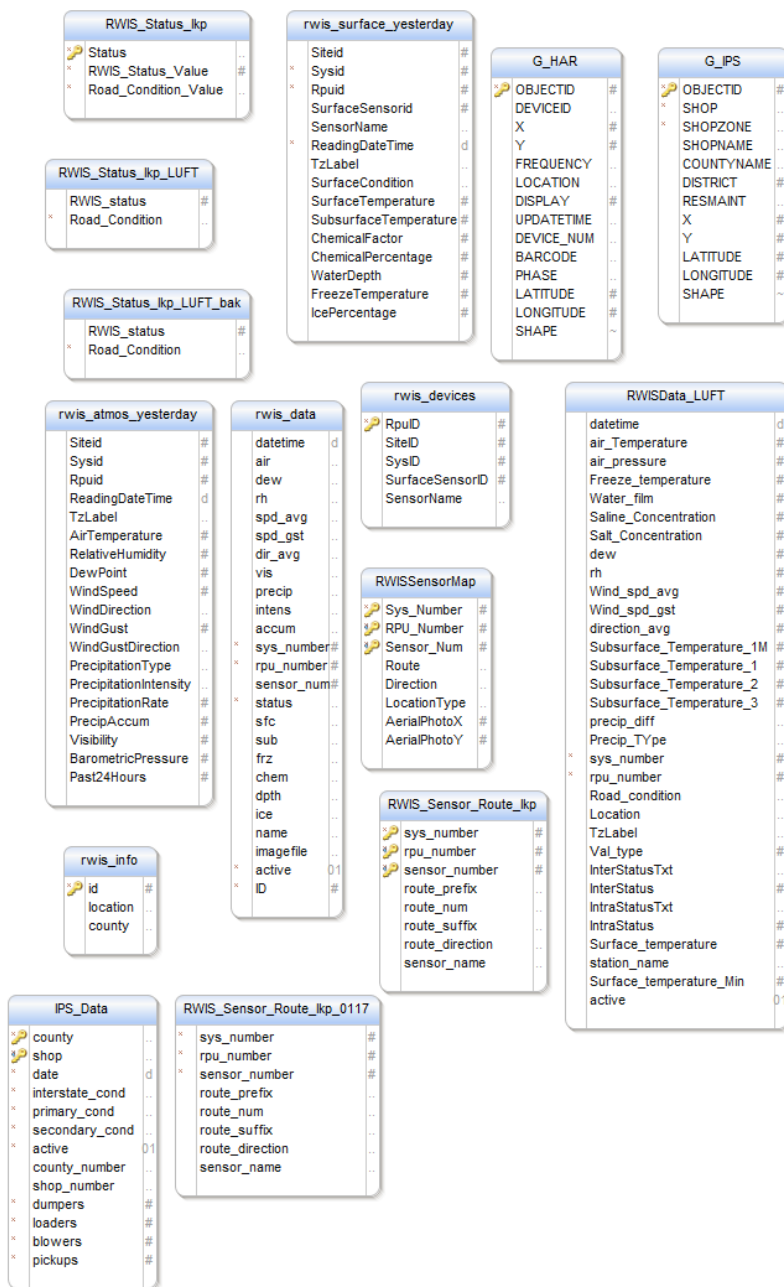 RWIS_Status_lkp
Status
RWIS_Status_Value #
Road_Condition_Value
rwis_surface_yesterday
Siteid #
Sysid #
Rpuid #
SurfaceSensorid #
SensorName
ReadingDateTime d
TzLabel
SurfaceCondition
SurfaceTemperature #
SubsurfaceTemperature #
ChemicalFactor #
ChemicalPercentage #
WaterDepth #
FreezeTemperature #
IcePercentage #
G_HAR
OBJECTID #
DEVICEID
X #
Y #
FREQUENCY
LOCATION
DISPLAY #
UPDATETIME
DEVICE_NUM
BARCODE
PHASE
LATITUDE #
LONGITUDE #
SHAPE ~
G_IPS
OBJECTID #
SHOP
SHOPZONE
SHOPNAME
COUNTYNAME
DISTRICT #
RESMAINT
X #
Y #
LATITUDE #
LONGITUDE #
SHAPE ~
RWIS_Status_lkp_LUFT
RWIS_status #
Road_Condition
RWIS_Status_lkp_LUFT_bak
RWIS_status #
Road_Condition
rwis_atmos_yesterday
Siteid #
Sysid #
Rpuid #
ReadingDateTime d
TzLabel
AirTemperature #
RelativeHumidity #
DewPoint #
WindSpeed #
WindDirection
WindGust #
WindGustDirection
PrecipitationType
PrecipitationIntensity
PrecipitationRate #
PrecipAccum #
Visibility #
BarometricPressure #
Past24Hours #
rwis_data
datetime d
air
dew
rh
spd_avg
spd_gst
dir_avg
vis
precip
intens
accum
sys_number #
rpu_number #
sensor_num #
status
sfc
sub
frz
chem
dpth
ice
name
imagefile
active 01
ID #
rwis_devices
RpuID #
SiteID #
SysID #
SurfaceSensorID #
SensorName
RWISSensorMap
Sys_Number #
RPU_Number #
Sensor_Num #
Route
Direction
LocationType
AerialPhotoX #
AerialPhotoY #
RWISData_LUFT
datetime d
air_Temperature #
air_pressure #
Freeze_temperature #
Water_film #
Saline_Concentration #
Salt_Concentration #
dew #
rh #
Wind_spd_avg #
Wind_spd_gst #
direction_avg #
Subsurface_Temperature_1M #
Subsurface_Temperature_1 #
Subsurface_Temperature_2 #
Subsurface_Temperature_3 #
precip_diff
Precip_TYpe
sys_number #
rpu_number #
Road_condition
Location
TzLabel
Val_type #
InterStatusTxt
InterStatus #
IntraStatusTxt
IntraStatus #
Surface_temperature #
station_name
Surface_temperature_Min #
active 01
RWIS_Sensor_Route_lkp
sys_number #
rpu_number #
sensor_number #
route_prefix
route_num
route_suffix
route_direction
sensor_name
rwis_info
id #
location
county
IPS_Data
county
shop
date d
interstate_cond
primary_cond
secondary_cond
active 01
county_number
shop_number
dumpers #
loaders #
blowers #
pickups #
RWIS_Sensor_Route_lkp_0117
sys_number #
rpu_number #
sensor_number #
route_prefix
route_num
route_suffix
route_direction
sensor_name